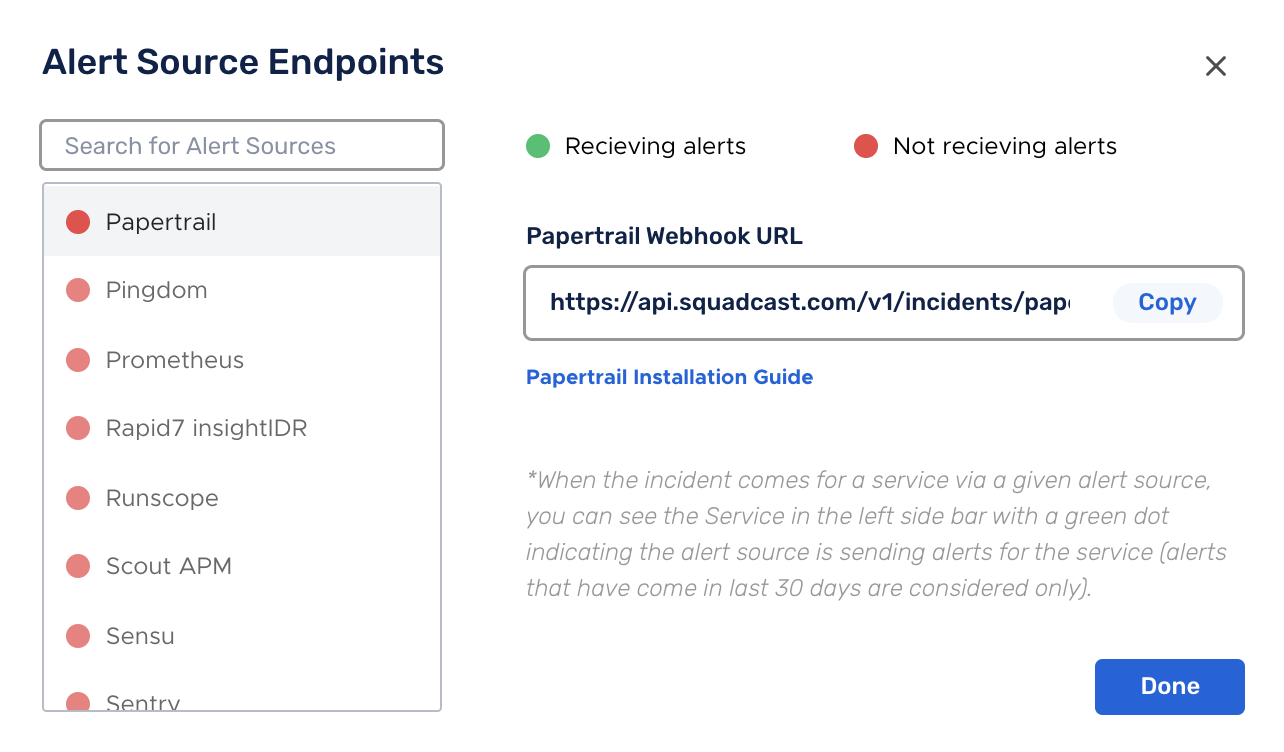 Alert Source Endpoints
Search for Alert Sources
Papertrail
Pingdom
Prometheus
Rapid7 insightIDR
Runscope
Scout APM
Sensu
Sentry
Recieving alerts
Not recieving alerts
Papertrail Webhook URL
https://api.squadcast.com/v1/incidents/pap
Copy
Papertrail Installation Guide
*When the incident comes for a service via a given alert source,
you can see the Service in the left side bar with a green dot
indicating the alert source is sending alerts for the service (alerts
that have come in last 30 days are considered only).
Done